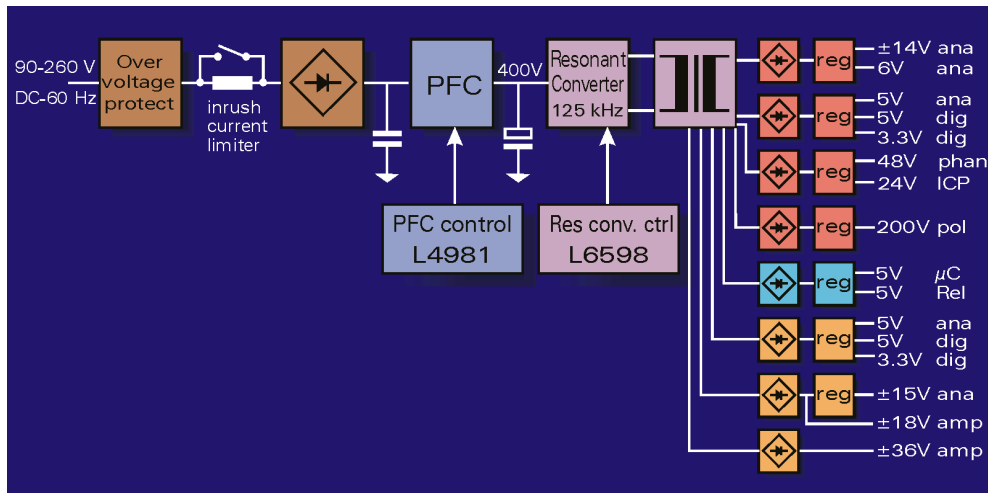 90-260 V
DC-60 Hz
Over
voltage
protect
inrush
current
limiter
PFC
400V
Resonant
Converter
125 kHz
PFC control
L4981
Res conv. ctrl
L6598
reg
±14V ana
6V ana
reg
5V ana
5V dig
3.3V dig
reg
48V phan
24V ICP
reg
200V pol
reg
5V µC
5V Rel
reg
5V ana
5V dig
3.3V dig
reg
±15V ana
±18V amp
±36V amp